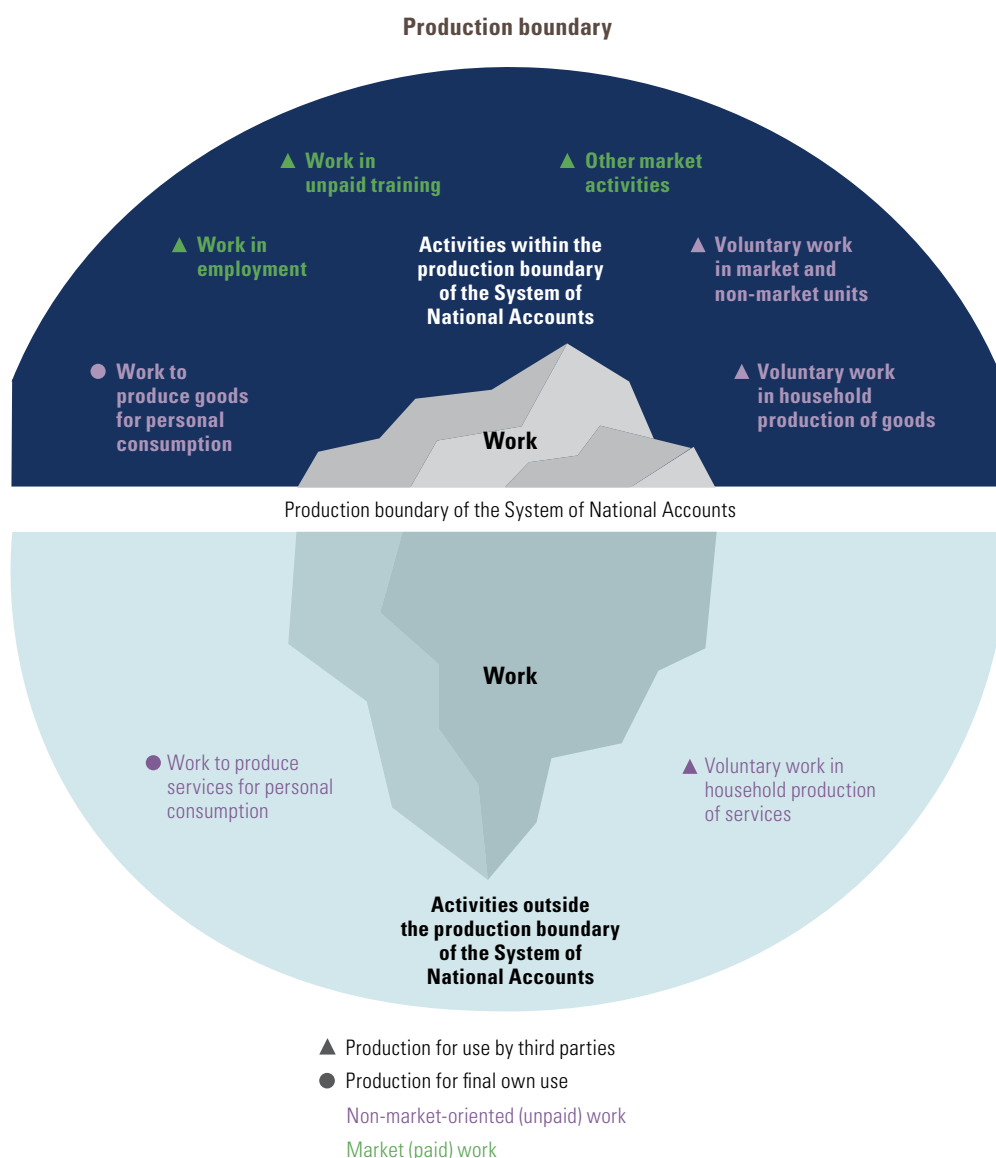 Production boundary
Work in
unpaid training
Other market
activities
Work in
employment
Activities within the
production boundary
of the System of
National Accounts
Voluntary work
in market and
non-market units
Work to
produce goods
for personal
consumption
Voluntary work
in household
production of goods
Work
Production boundary of the System of National Accounts
Work
Work to produce
services for personal
consumption
Voluntary work in
household production
of services
Activities outside
the production boundary
of the System of
National Accounts
Production for use by third parties
Production for final own use
Non-market-oriented (unpaid) work
Market (paid) work